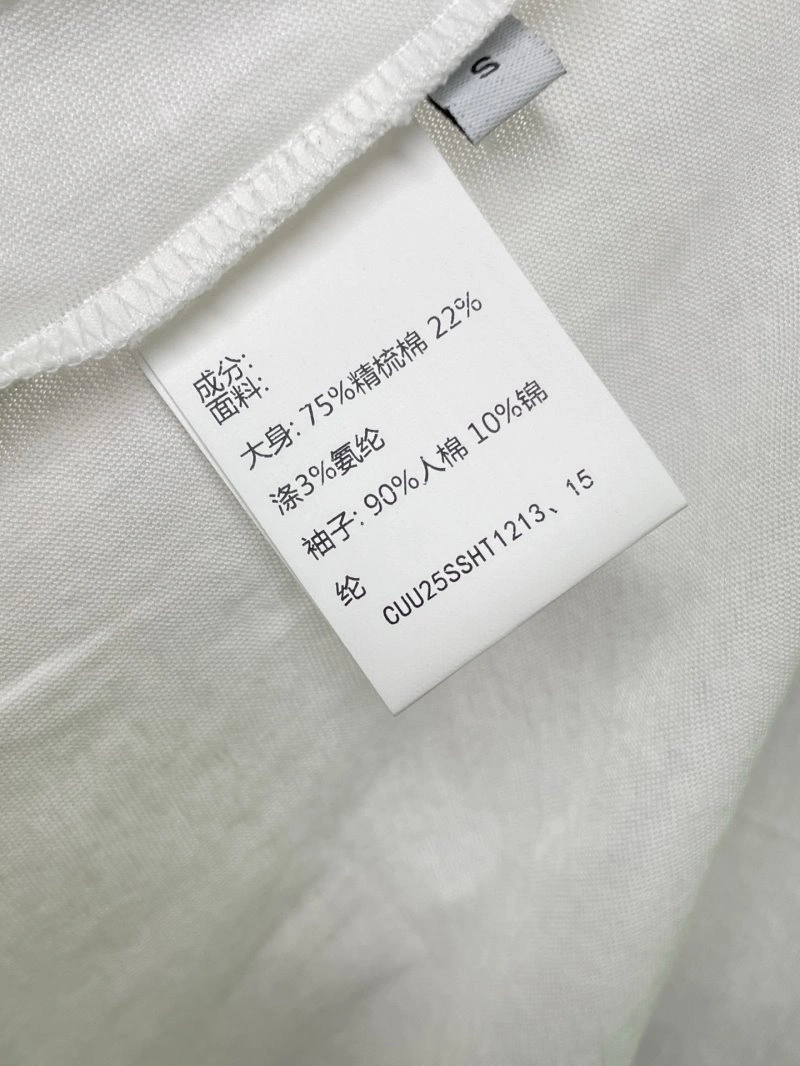 S
成分:
面料:
大身: 75%精梳棉 22%
涤3%氨纶
袖子: 90%人棉 10%锦
纶
CUU25SSHT1213、15